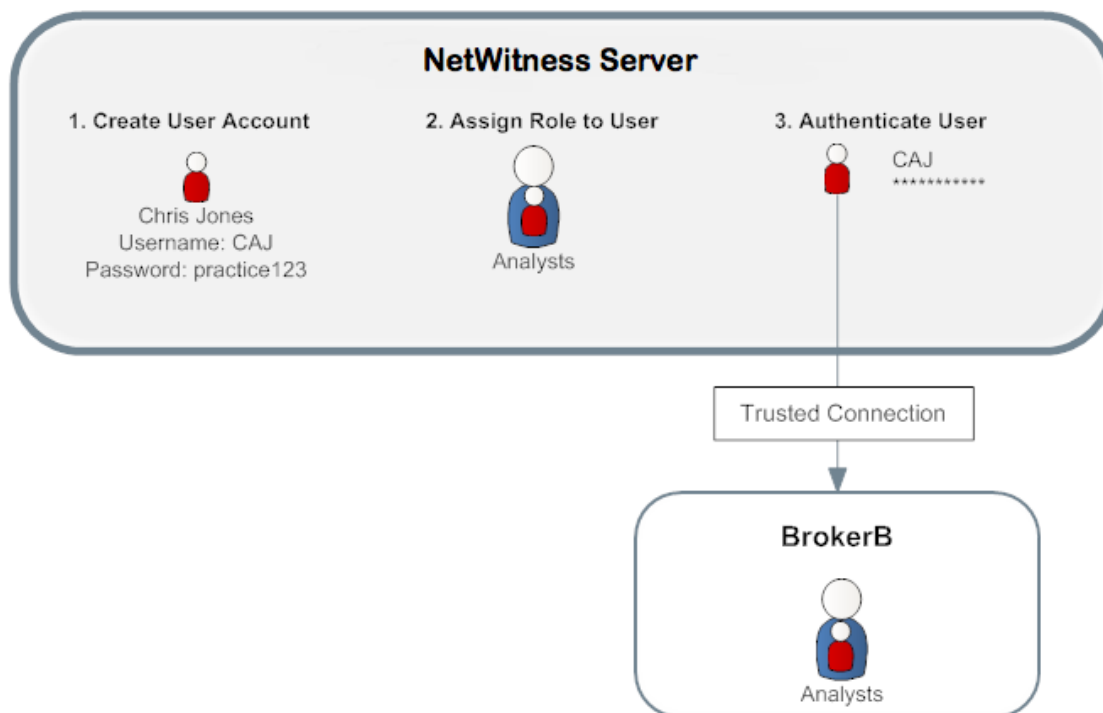 NetWitness Server
1. Create User Account
2. Assign Role to User
3. Authenticate User
Chris Jones
Username: CAJ
Password: practice123
Analysts
CAJ
***********
Trusted Connection
BrokerB
Analysts